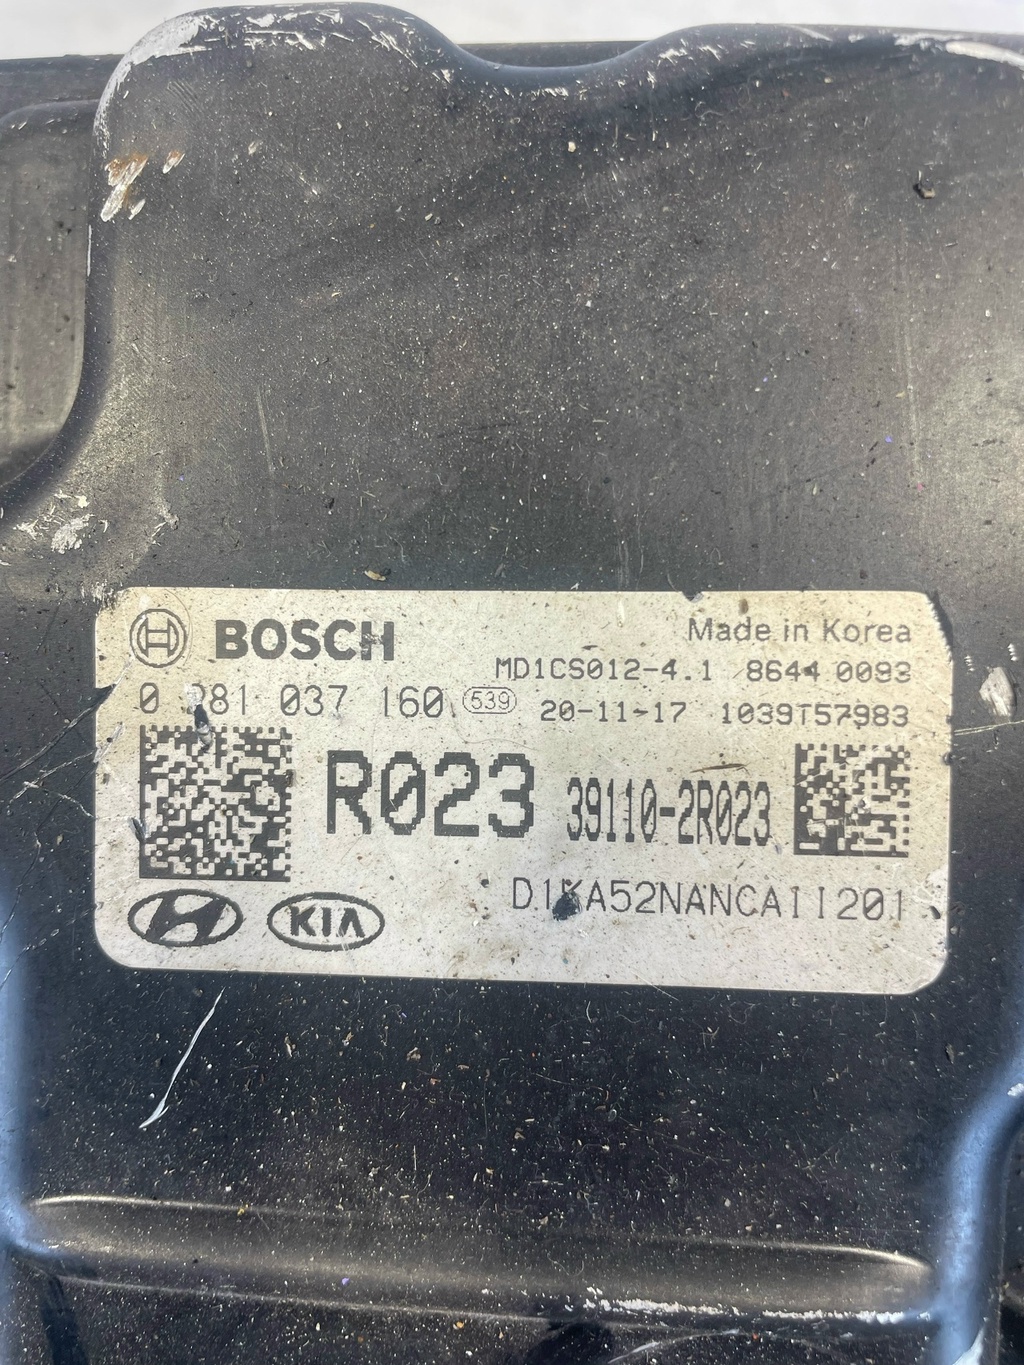 BOSCH
Made in Korea
MD1CS012-4.1 8644 0093
0 281 037 160 539
20-11-17 1039T57983
R023
39110-2R023
KIA